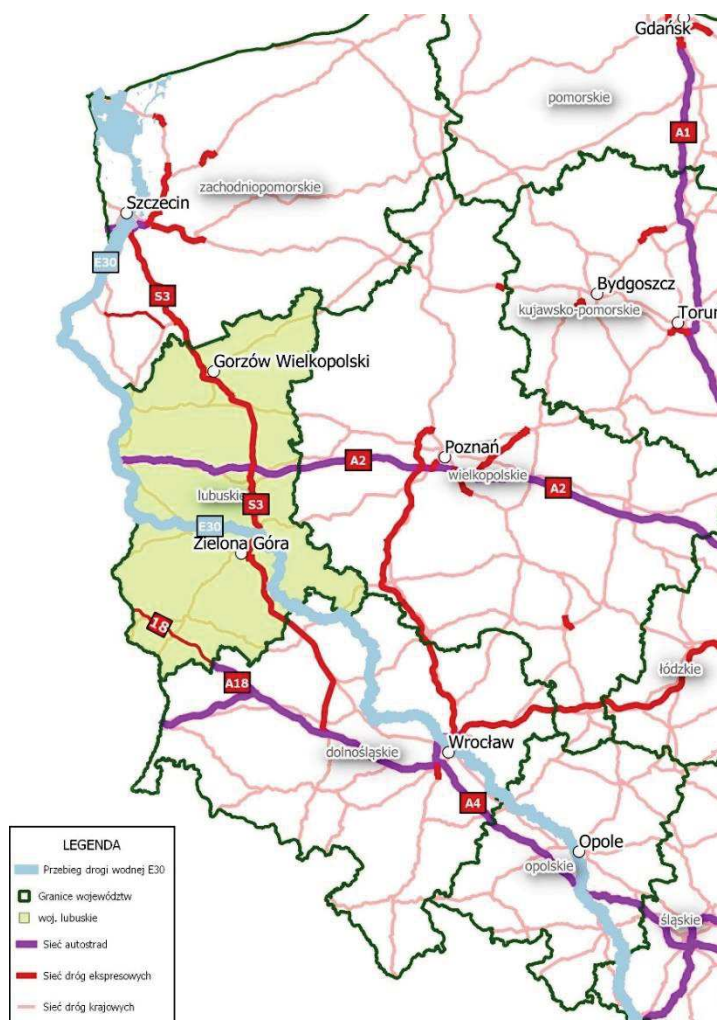 Gdańsk
pomorskie
A1
zachodniopomorskie
Szczecin
E30
S3
Bydgoszcz
kujawsko-pomorskie
Toruń
Gorzów Wielkopolski
Poznań
A2
wielkopolskie
A2
lubuskie
S3
E30
Zielona Góra
18
łódzkie
A18
Wrocław
dolnośląskie
A4
Opole
opolskie
śląskie
LEGENDA
Przebieg drogi wodnej E30
Granice województw
woj. lubuskie
Sieć autostrad
Sieć dróg ekspresowych
Sieć dróg krajowych